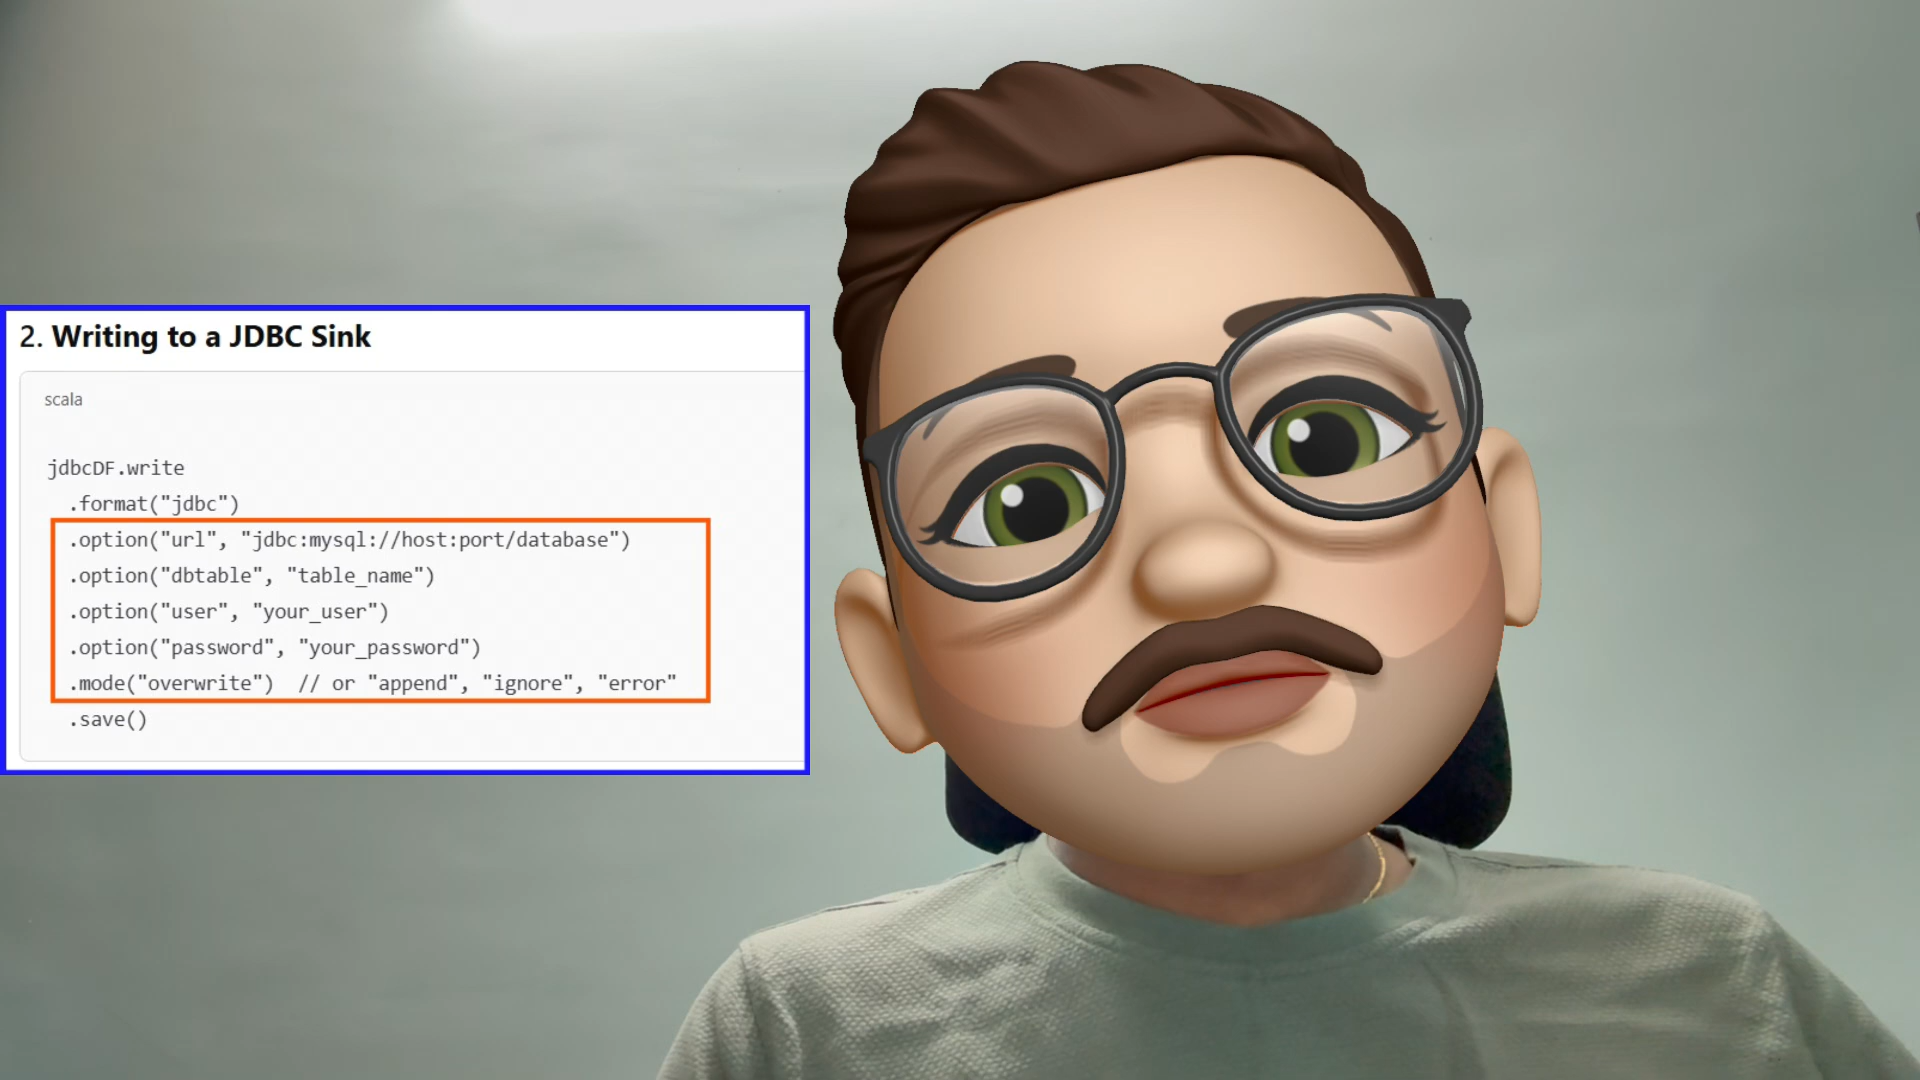 2. Writing to a JDBC Sink
scala
jdbcDF.write
.format("jdbc")
.option("url", "jdbc:mysql://host:port/database")
.option("dbtable", "table_name")
.option("user", "your_user")
.option("password", "your_password")
.mode("overwrite")  // or "append", "ignore", "error"
.save()